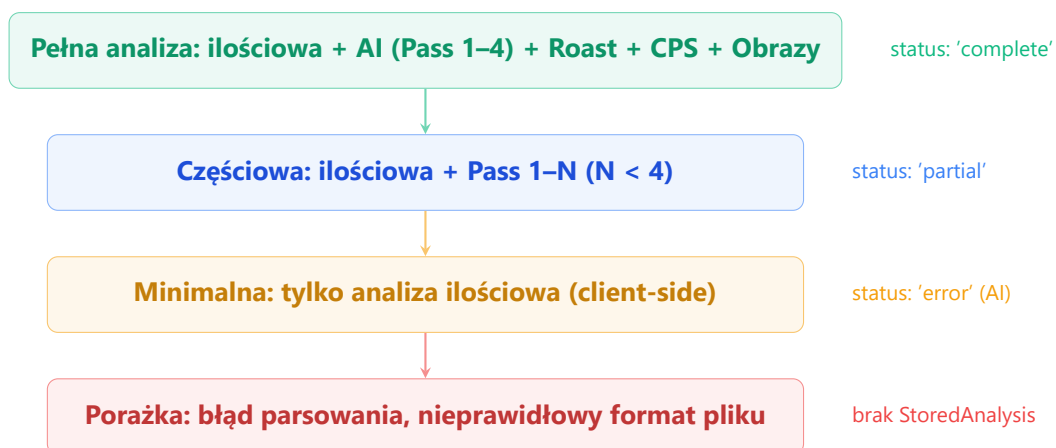 Pełna analiza: ilościowa + AI (Pass 1–4) + Roast + CPS + Obrazy
status: ’complete’
Częściowa: ilościowa + Pass 1–N (N < 4)
status: ’partial’
Minimalna: tylko analiza ilościowa (client-side)
status: ’error’ (AI)
Porażka: błąd parsowania, nieprawidłowy format pliku
brak StoredAnalysis